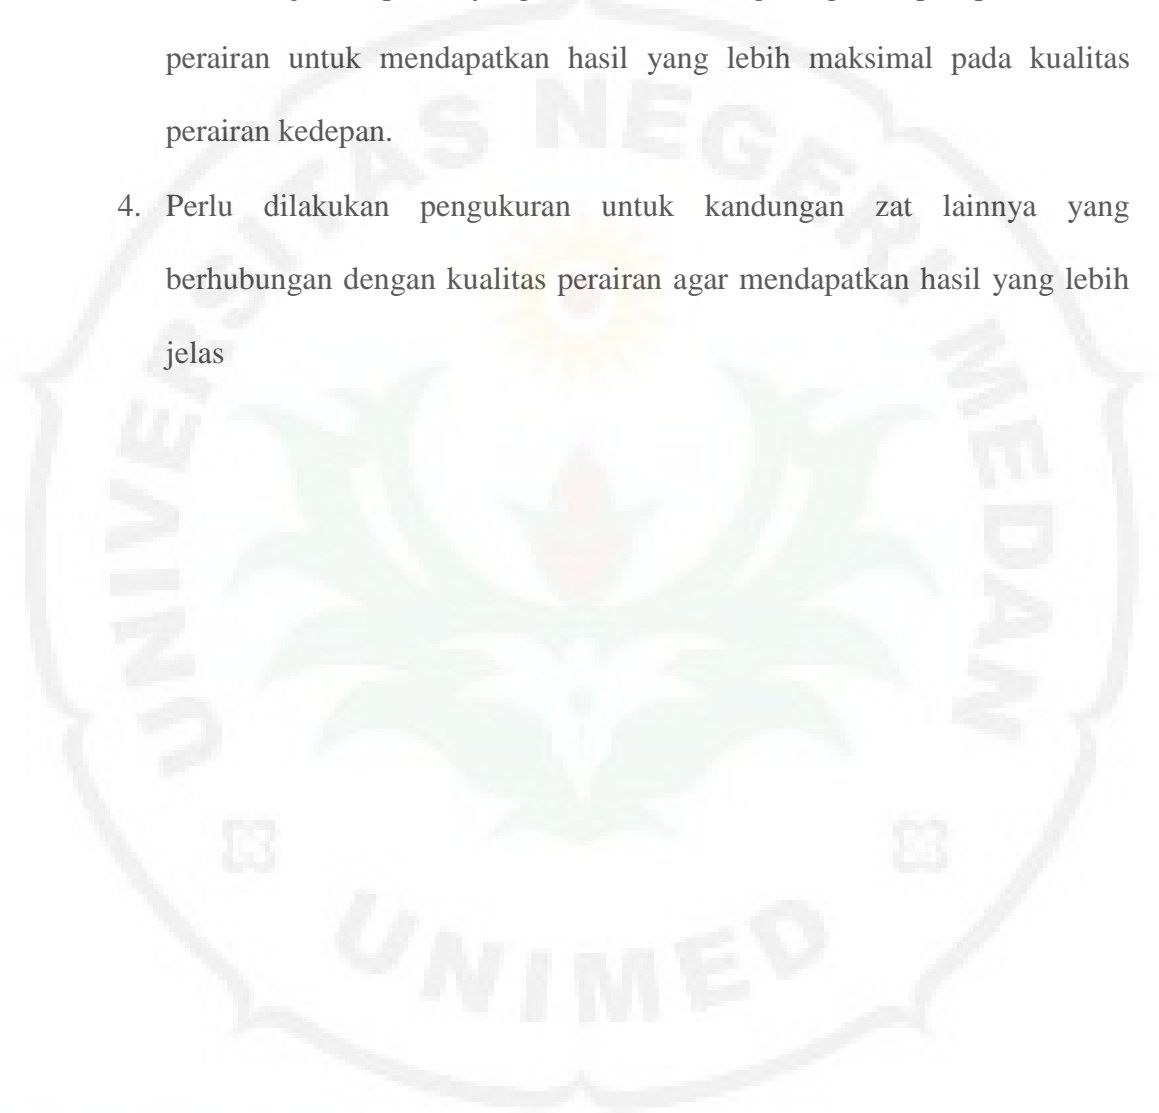 perairan untuk mendapatkan hasil yang lebih maksimal pada kualitas
perairan kedepan.
4. Perlu dilakukan pengukuran untuk kandungan zat lainnya yang
berhubungan dengan kualitas perairan agar mendapatkan hasil yang lebih
jelas
UNIVERSITAS NEGERI MEDAN
UNIMED